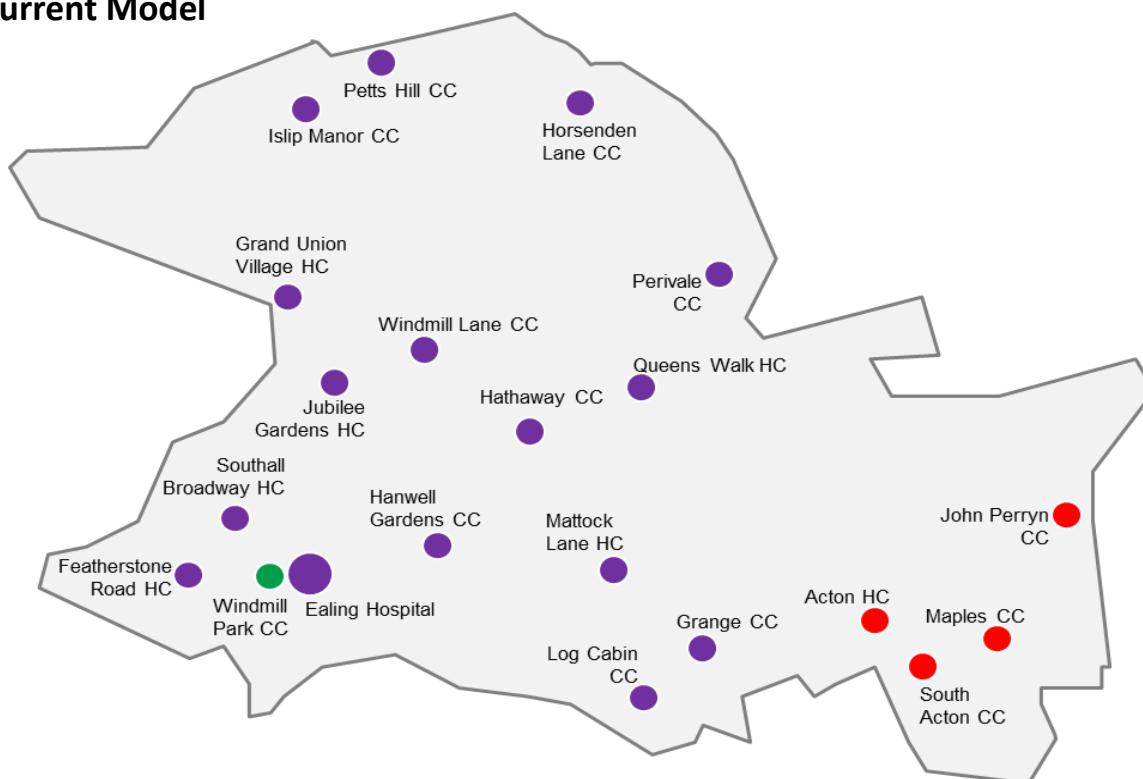 urrent Model
Petts Hill CC
Islip Manor CC
Horsenden
Lane CC
Grand Union
Village HC
Perivale
CC
Windmill Lane CC
Queens Walk HC
Hathaway CC
Jubilee
Gardens HC
Southall
Broadway HC
Hanwell
Gardens CC
Mattock
Lane HC
John Perryn
CC
Featherstone
Road HC
Windmill
Park CC
Ealing Hospital
Acton HC
Maples CC
Grange CC
Log Cabin
CC
South
Acton CC